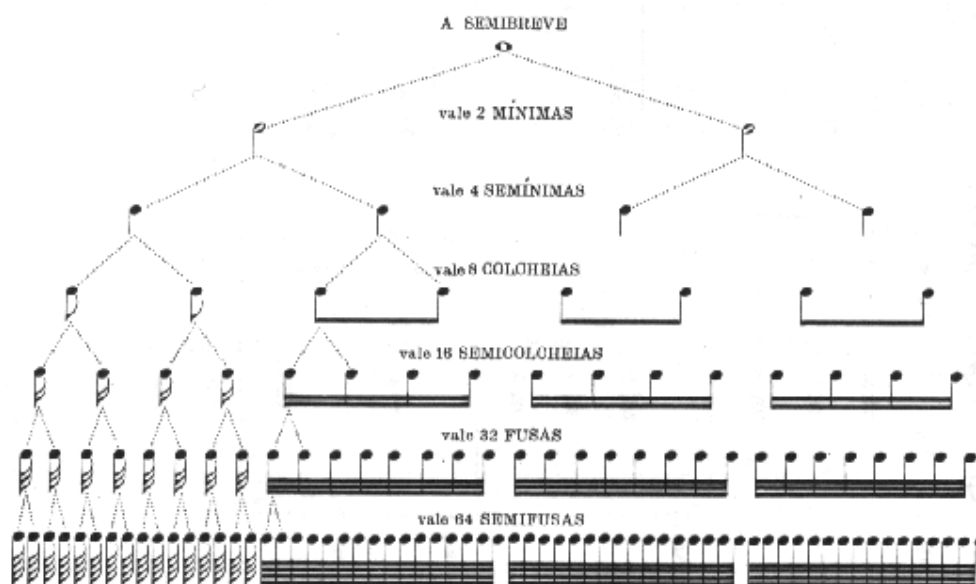 A SEMIBREVE
vale 2 MÍNIMAS
vale 4 SEMÍNIMAS
vale 8 COLCHEIAS
vale 16 SEMICOLCHEIAS
vale 32 FUSAS
vale 64 SEMIFUSAS